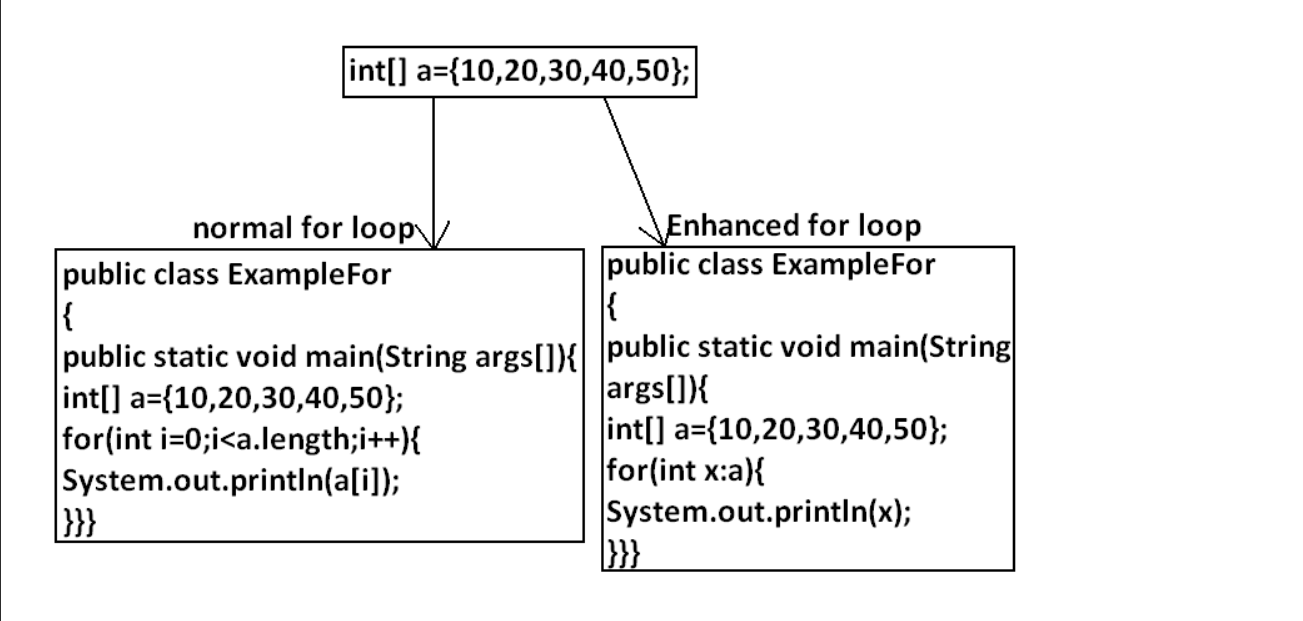 int[] a={10,20,30,40,50};
normal for loop
public class ExampleFor
{
public static void main(String args[]){
int[] a={10,20,30,40,50};
for(int i=0;i<a.length;i++){
System.out.println(a[i]);
}}}
Enhanced for loop
public class ExampleFor
{
public static void main(String
args[]){
int[] a={10,20,30,40,50};
for(int x:a){
System.out.println(x);
}}}